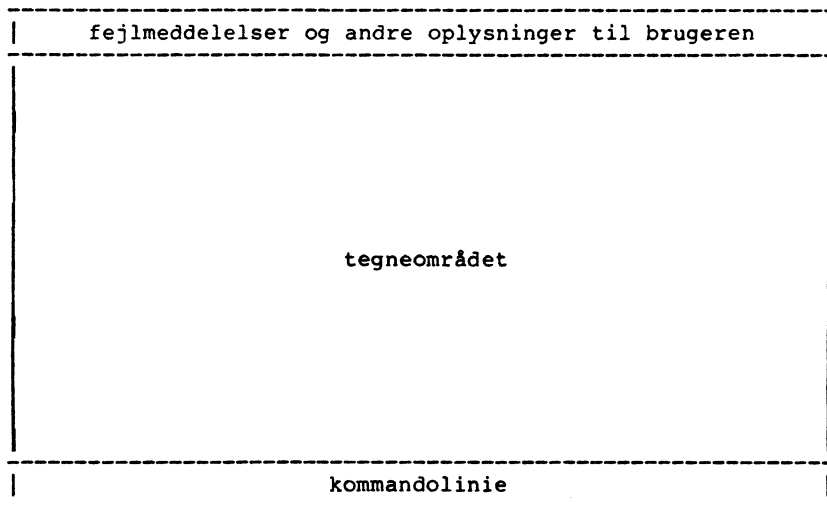 fejlmeddelelser og andre oplysninger til brugeren
tegneområdet
kommandolinie